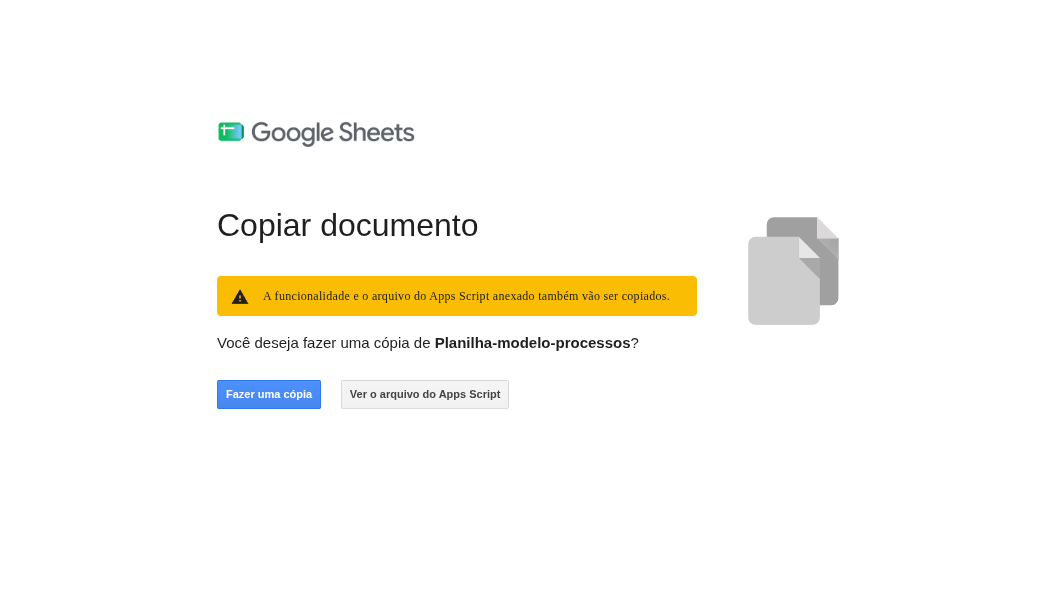 Google Sheets
Copiar documento
A funcionalidade e o arquivo do Apps Script anexado também vão ser copiados.
Você deseja fazer uma cópia de Planilha-modelo-processos?
Fazer uma cópia
Ver o arquivo do Apps Script